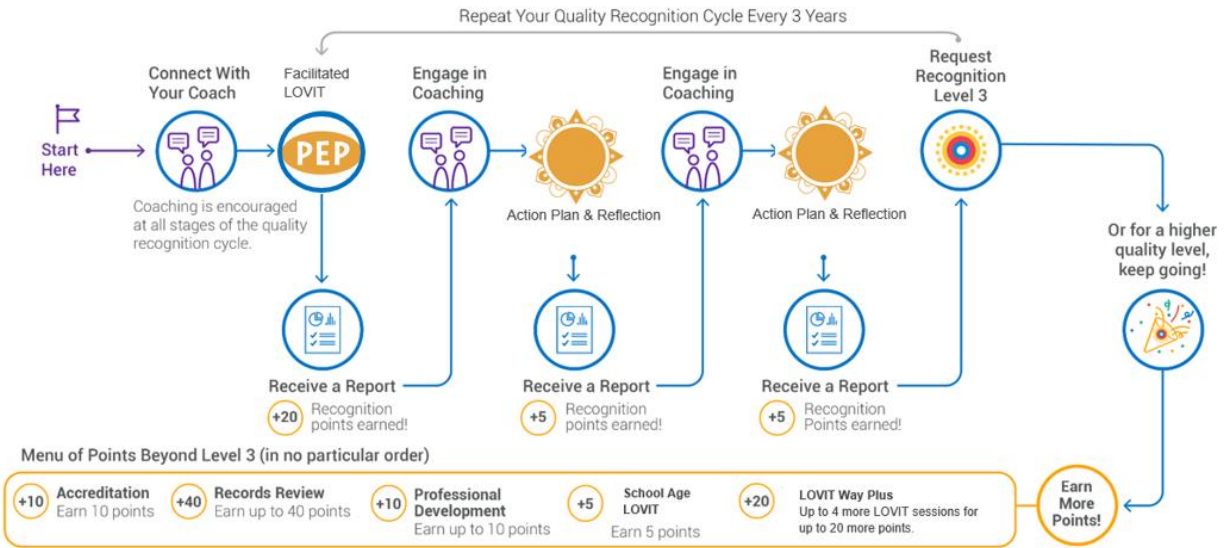 Repeat Your Quality Recognition Cycle Every 3 Years
Start
Here
Connect With
Your Coach
Coaching is encouraged
at all stages of the quality
recognition cycle.
Facilitated
LOVIT
PEP
Receive a Report
+20
Recognition
points earned!
Engage in
Coaching
Action Plan & Reflection
Receive a Report
+5
Recognition
points earned!
Engage in
Coaching
Action Plan & Reflection
Receive a Report
+5
Recognition
Points earned!
Request
Recognition
Level 3
Or for a higher
quality level,
keep going!
Earn
More
Points!
Menu of Points Beyond Level 3 (in no particular order)
+10
Accreditation
Earn 10 points
+40
Records Review
Earn up to 40 points
+10
Professional
Development
Earn up to 10 points
+5
School Age
LOVIT
Earn 5 points
+20
LOVIT Way Plus
Up to 4 more LOVIT sessions for
up to 20 more points.